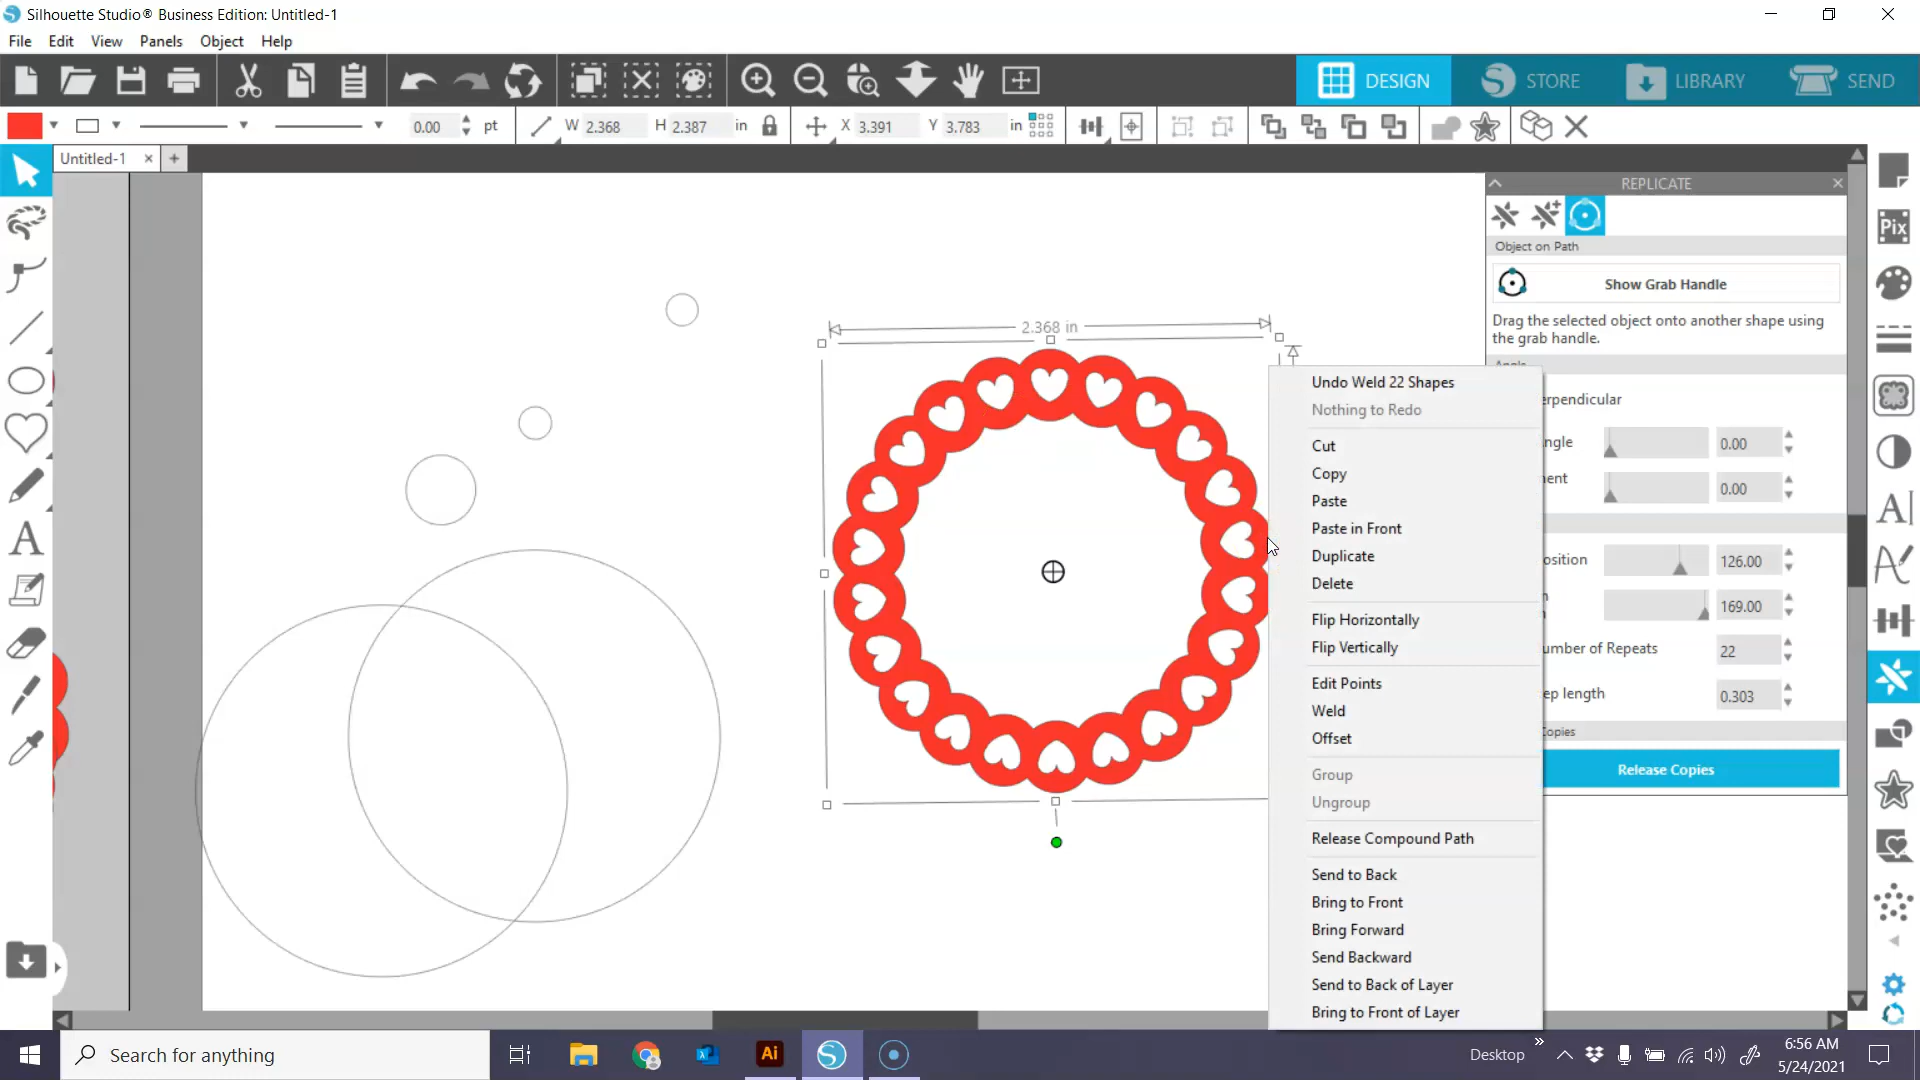 Silhouette Studio® Business Edition: Untitled-1
File Edit View Panels Object Help
DESIGN STORE LIBRARY SEND
0.00 pt W 2.368 H 2.387 in X 3.391 Y 3.783 in
Untitled-1
REPLICATE
Pix
Object on Path
Show Grab Handle
Drag the selected object onto another shape using
the grab handle.
2.368 in
Undo Weld 22 Shapes
Nothing to Redo
Cut
Copy
Paste
Paste in Front
Duplicate
Delete
Flip Horizontally
Flip Vertically
Edit Points
Weld
Offset
Group
Ungroup
Release Compound Path
Send to Back
Bring to Front
Bring Forward
Send Backward
Send to Back of Layer
Bring to Front of Layer
erpendicular
ngle 0.00
nent 0.00
osition 126.00
169.00
umber of Repeats 22
ep length 0.303
Copies
Release Copies
Search for anything
Ai
Desktop
6:56 AM
5/24/2021